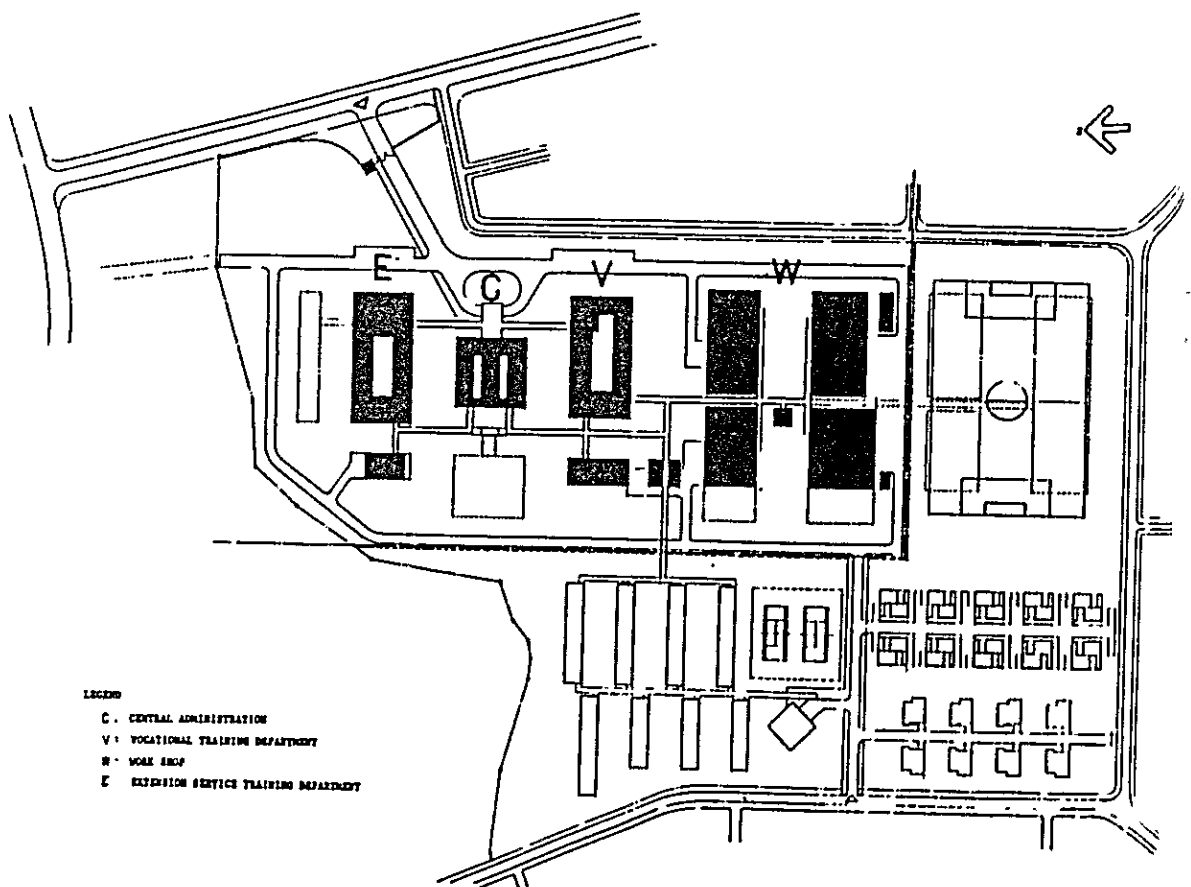 E
C
V
W
LEGEND
C. CENTRAL ADMINISTRATION
V: VOCATIONAL TRAINING DEPARTMENT
W- WORK SHOP
E EXTENSION SERVICE TRAINING DEPARTMENT